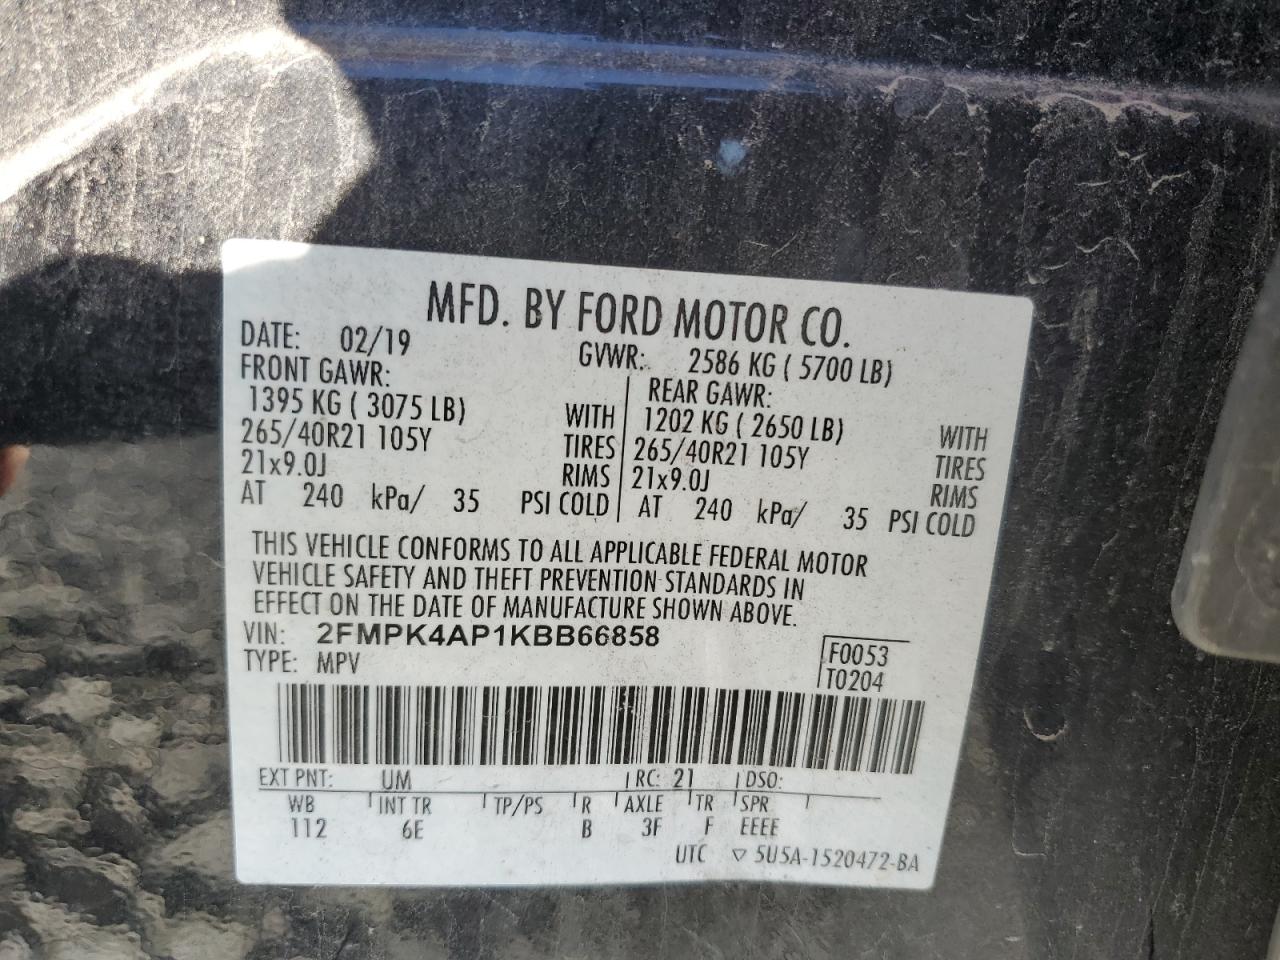 MFD. BY FORD MOTOR CO.
DATE: 02/19 GVWR: 2586 KG ( 5700 LB)
FRONT GAWR: REAR GAWR:
1395 KG ( 3075 LB) WITH 1202 KG ( 2650 LB) WITH
265/40R21 105Y TIRES 265/40R21 105Y TIRES
21x9.0J RIMS 21x9.0J RIMS
AT 240 kPa/ 35 PSI COLD AT 240 kPa/ 35 PSI COLD
THIS VEHICLE CONFORMS TO ALL APPLICABLE FEDERAL MOTOR
VEHICLE SAFETY AND THEFT PREVENTION STANDARDS IN
EFFECT ON THE DATE OF MANUFACTURE SHOWN ABOVE.
VIN: 2FMPK4AP1KBB66858 F0053
TYPE: MPV T0204
EXT PNT: UM RC: 21 DSO:
WB INT TR TP/PS R AXLE TR SPR
112 6E B 3F F EEEE
UTC ▽ 5U5A-1520472-BA